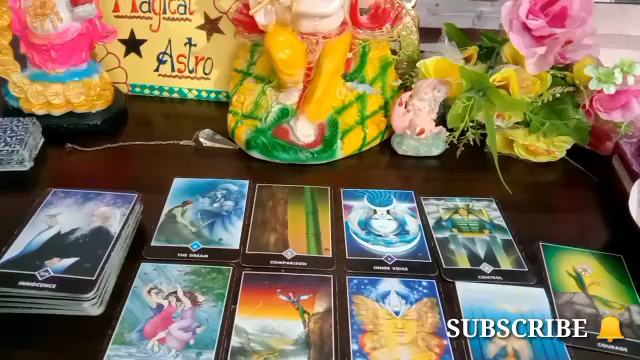 Magical
Astro
INNOCENCE
THE DREAM
COMPARISON
INNER VOICE
CONTROL
COURAGE
SUBSCRIBE